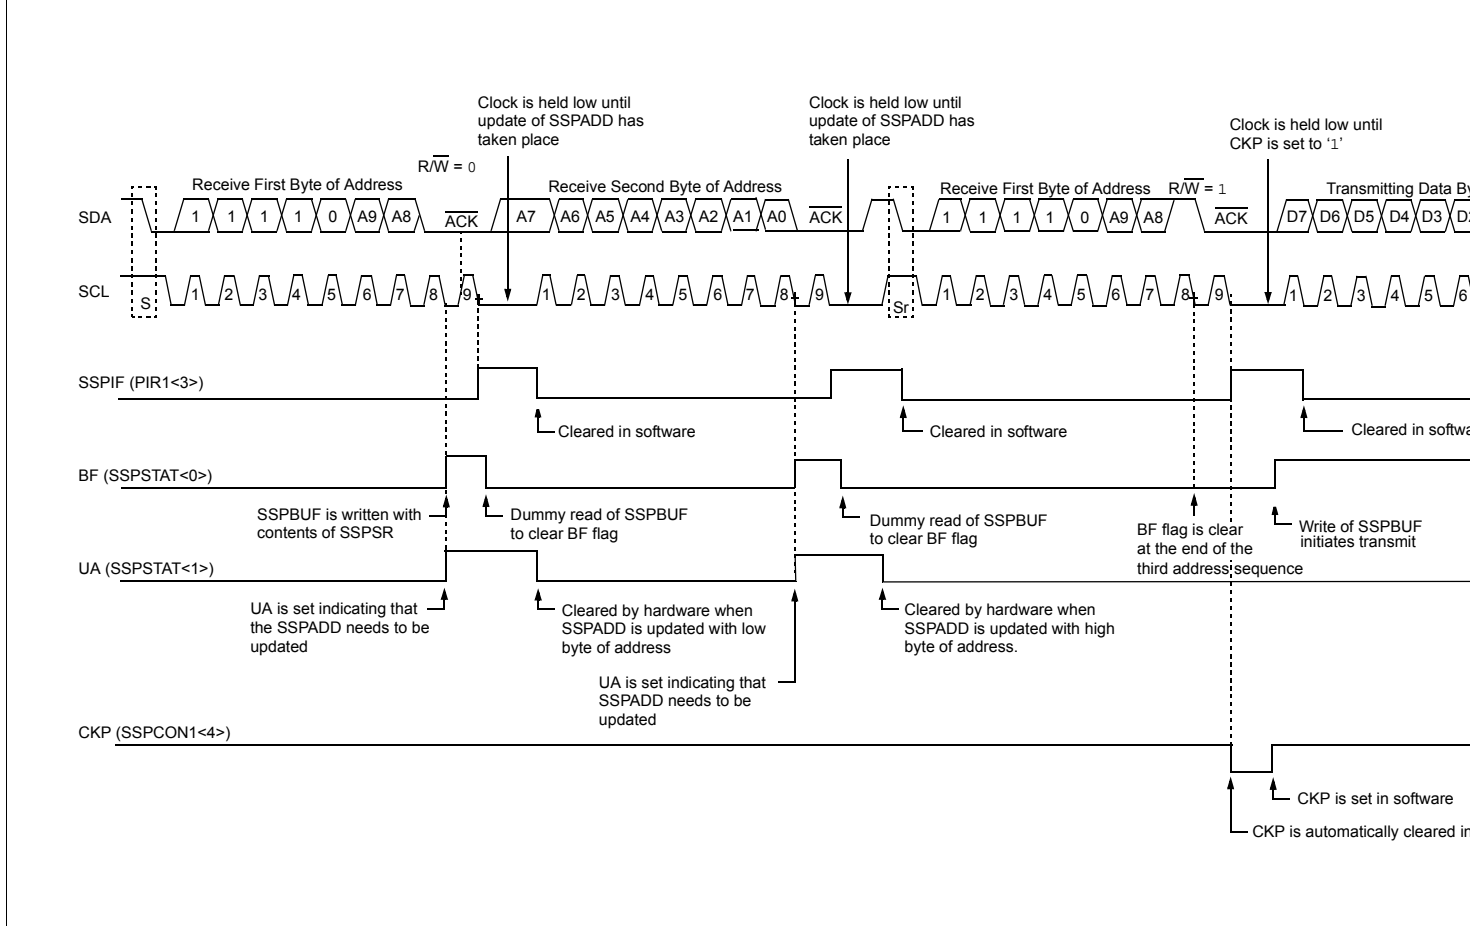 Clock is held low until
update of SSPADD has
taken place
Clock is held low until
update of SSPADD has
taken place
Clock is held low until
CKP is set to ‘1’
R/W = 0
Receive First Byte of Address
Receive Second Byte of Address
Receive First Byte of Address
R/W = 1
Transmitting Data By
SDA
1 1 1 1 0 A9 A8 ACK A7 A6 A5 A4 A3 A2 A1 A0 ACK 1 1 1 1 0 A9 A8 ACK D7 D6 D5 D4 D3
SCL
S 1 2 3 4 5 6 7 8 9 1 2 3 4 5 6 7 8 9 Sr 1 2 3 4 5 6 7 8 9 1 2 3 4 5 6
SSPIF (PIR1<3>)
Cleared in software
Cleared in software
Cleared in softwa
BF (SSPSTAT<0>)
SSPBUF is written with
contents of SSPSR
Dummy read of SSPBUF
to clear BF flag
Dummy read of SSPBUF
to clear BF flag
BF flag is clear
at the end of the
third address sequence
Write of SSPBUF
initiates transmit
UA (SSPSTAT<1>)
UA is set indicating that
the SSPADD needs to be
updated
Cleared by hardware when
SSPADD is updated with low
byte of address
UA is set indicating that
SSPADD needs to be
updated
Cleared by hardware when
SSPADD is updated with high
byte of address.
CKP (SSPCON1<4>)
CKP is set in software
CKP is automatically cleared in